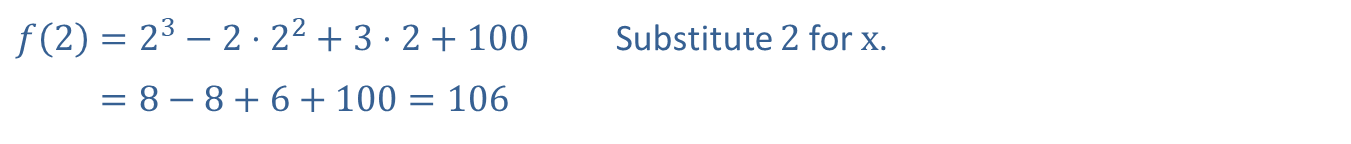 f(2) = 2³ − 2 · 2² + 3 · 2 + 100 Substitute 2 for x.
= 8 − 8 + 6 + 100 = 106